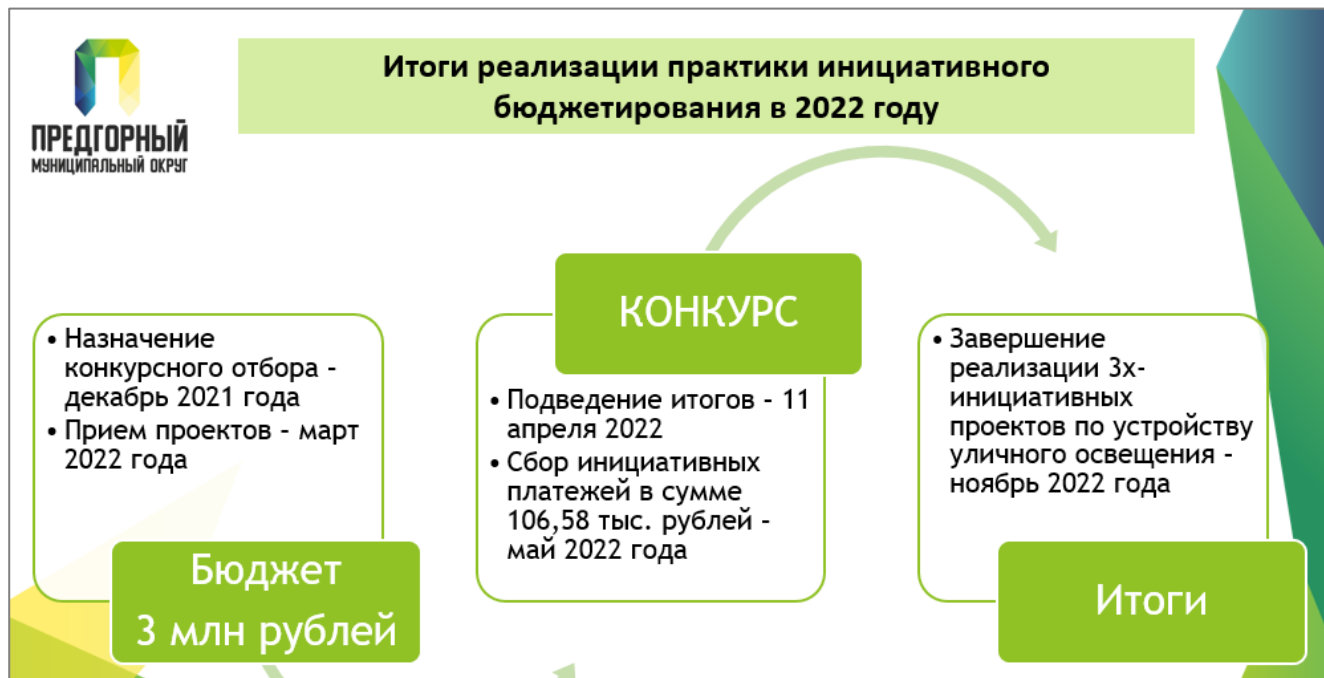 ПРЕДГОРНЫЙ
МУНИЦИПАЛЬНЫЙ ОКРУГ
Итоги реализации практики инициативного
бюджетирования в 2022 году
• Назначение
конкурсного отбора –
декабрь 2021 года
• Прием проектов – март
2022 года
Бюджет
3 млн рублей
КОНКУРС
• Подведение итогов – 11
апреля 2022
• Сбор инициативных
платежей в сумме
106,58 тыс. рублей –
май 2022 года
• Завершение
реализации 3х-
инициативных
проектов по устройству
уличного освещения –
ноябрь 2022 года
Итоги